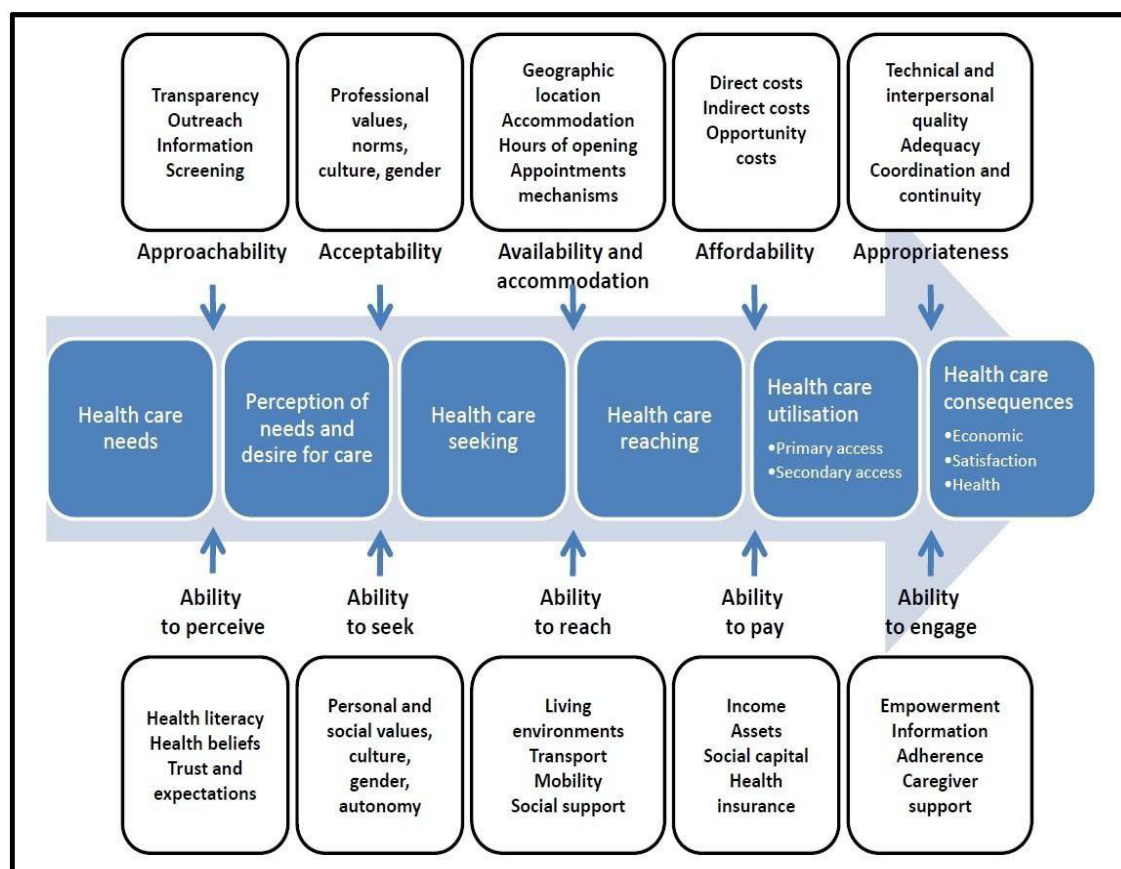 Transparency
Outreach
Information
Screening
Professional
values,
norms,
culture, gender
Geographic
location
Accommodation
Hours of opening
Appointments
mechanisms
Direct costs
Indirect costs
Opportunity
costs
Technical and
interpersonal
quality
Adequacy
Coordination and
continuity
Approachability
Acceptability
Availability and
accommodation
Affordability
Appropriateness
Health care
needs
Perception of
needs and
desire for care
Health care
seeking
Health care
reaching
Health care
utilisation
•Primary access
•Secondary access
Health care
consequences
•Economic
•Satisfaction
•Health
Ability
to perceive
Ability
to seek
Ability
to reach
Ability
to pay
Ability
to engage
Health literacy
Health beliefs
Trust and
expectations
Personal and
social values,
culture,
gender,
autonomy
Living
environments
Transport
Mobility
Social support
Income
Assets
Social capital
Health
insurance
Empowerment
Information
Adherence
Caregiver
support